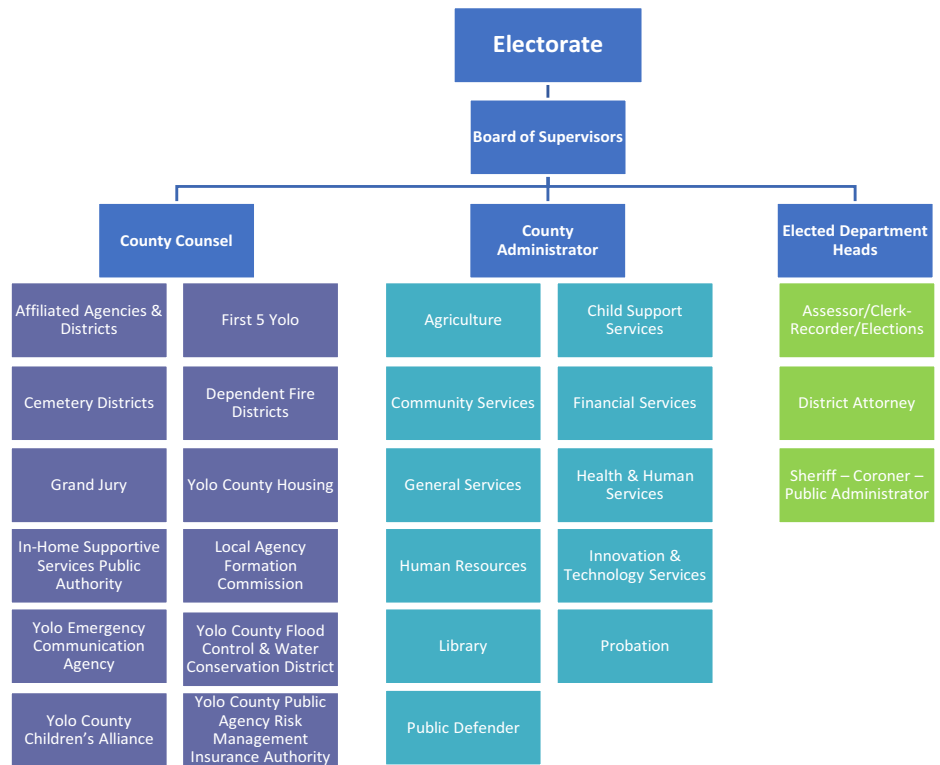 Electorate
Board of Supervisors
County Counsel
County
Administrator
Elected Department
Heads
Affiliated Agencies &
Districts
First 5 Yolo
Agriculture
Child Support
Services
Assessor/Clerk-
Recorder/Elections
Cemetery Districts
Dependent Fire
Districts
Community Services
Financial Services
District Attorney
Grand Jury
Yolo County Housing
General Services
Health & Human
Services
Sheriff – Coroner –
Public Administrator
In-Home Supportive
Services Public
Authority
Local Agency
Formation
Commission
Human Resources
Innovation &
Technology Services
Yolo Emergency
Communication
Agency
Yolo County Flood
Control & Water
Conservation District
Library
Probation
Yolo County
Children’s Alliance
Yolo County Public
Agency Risk
Management
Insurance Authority
Public Defender